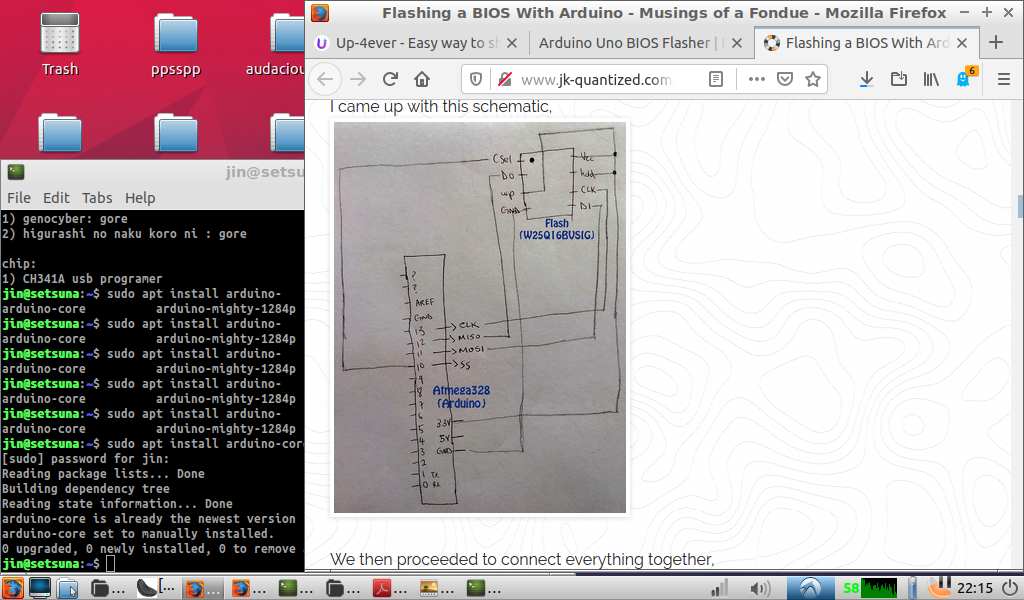 Flashing a BIOS With Arduino - Musings of a Fondue - Mozilla Firefox
Up-4ever - Easy way to sh
Arduino Uno BIOS Flasher |
Flashing a BIOS With Ard
www.jk-quantized.com
6
Trash
ppsspp
audaciou
jin@setsu
File Edit Tabs Help
1) genocyber: gore
2) higurashi no naku koro ni : gore
chip:
1) CH341A usb programer
jin@setsuna:~$ sudo apt install arduino-
arduino-core arduino-mighty-1284p
jin@setsuna:~$ sudo apt install arduino-
arduino-core arduino-mighty-1284p
jin@setsuna:~$ sudo apt install arduino-
arduino-core arduino-mighty-1284p
jin@setsuna:~$ sudo apt install arduino-
arduino-core arduino-mighty-1284p
jin@setsuna:~$ sudo apt install arduino-
arduino-core arduino-mighty-1284p
jin@setsuna:~$ sudo apt install arduino-core
[sudo] password for jin:
Reading package lists... Done
Building dependency tree
Reading state information... Done
arduino-core is already the newest version
arduino-core set to manually installed.
0 upgraded, 0 newly installed, 0 to remove
jin@setsuna:~$
I came up with this schematic,
CSel
DO
WP
GND
Vcc
hold
CLK
DI
Flash
(W25Q16BVSIG)
?
?
AREF
GND
13
CLK
12
MISO
11
MOSI
10
SS
9
8
7
6
5
4
3
2
1 Tx
0 Rx
Atmega328
(Arduino)
3.3V
5V
GND
We then proceeded to connect everything together,
[...
...
...
...
...
...
...
...
58
22:15